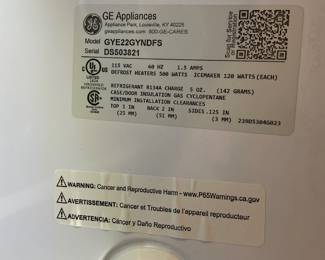 GE Appliances
Appliance Park, Louisville, KY 40225
geappliances.com 800.GE.CARES
Model GYE22GYNDFS
Serial DS503821
115 VAC 60 HZ 1.5 AMPS
DEFROST HEATERS 500 WATTS ICEMAKER 120 WATTS(EACH)
REFRIGERANT R134A CHARGE 5 OZ. (142 GRAMS)
CASE/DOOR INSULATION GAS CYCLOPENTANE
MINIMUM INSTALLATION CLEARANCES
TOP 1 IN BACK 2 IN SIDES .125 IN
(25 MM) (51 MM) (3 MM) 239D5304G023
WARNING: Cancer and Reproductive Harm - www.P65Warnings.ca.gov
AVERTISSEMENT: Cancer et Troubles de l'appareil reproducteur
ADVERTENCIA: Cáncer y Daño Reproductivo